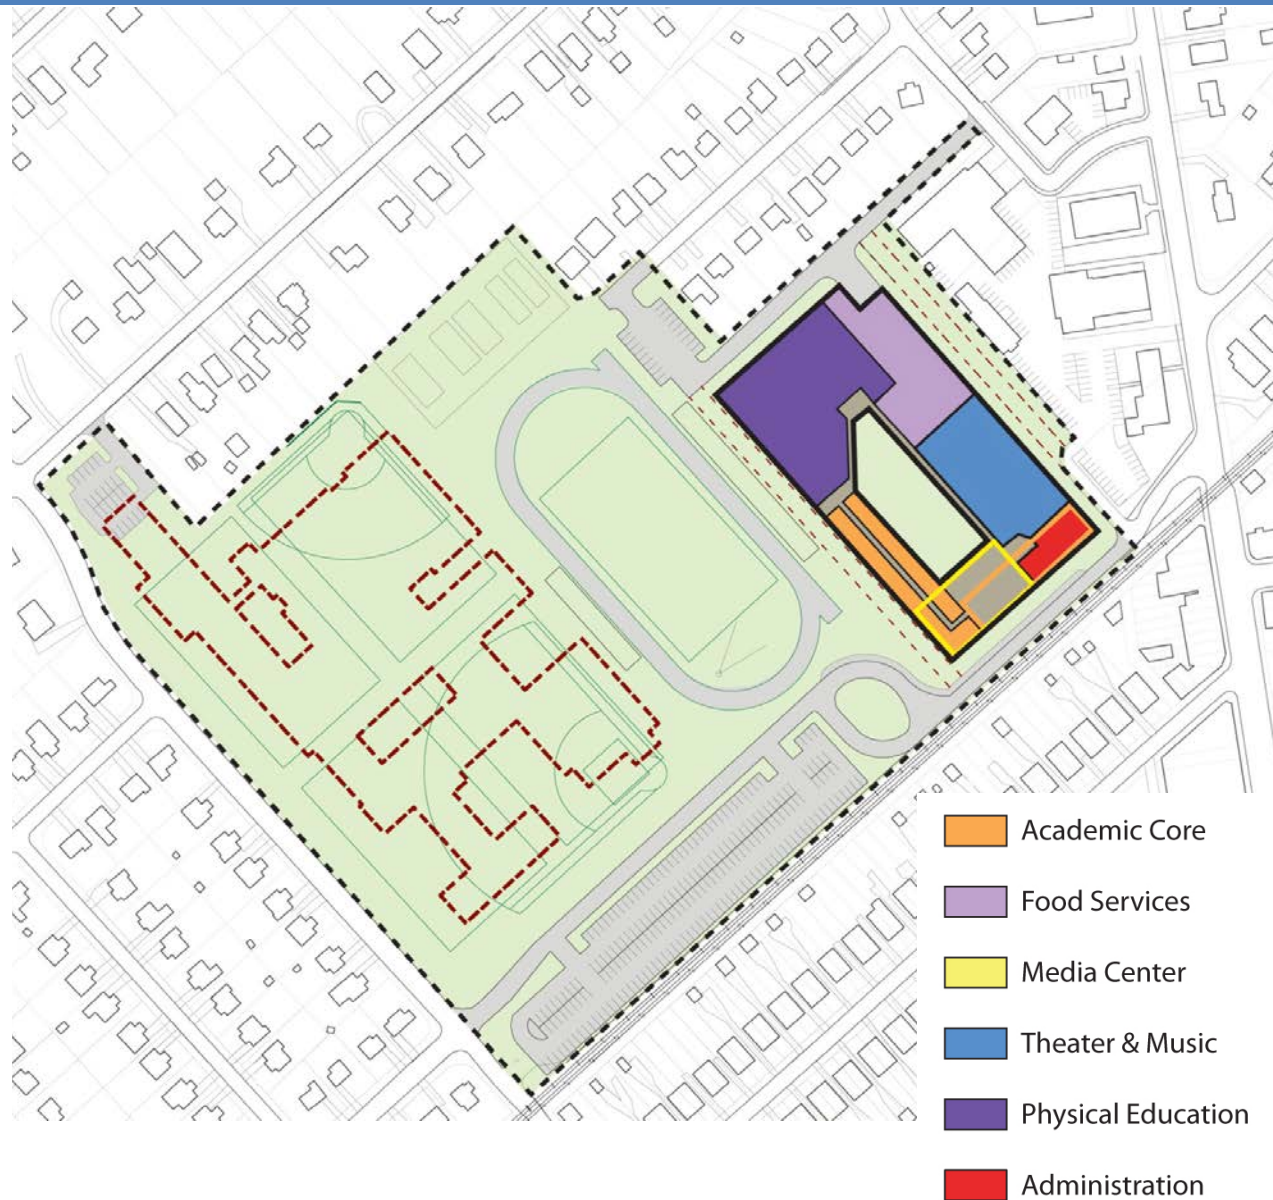 Academic Core
Food Services
Media Center
Theater & Music
Physical Education
Administration